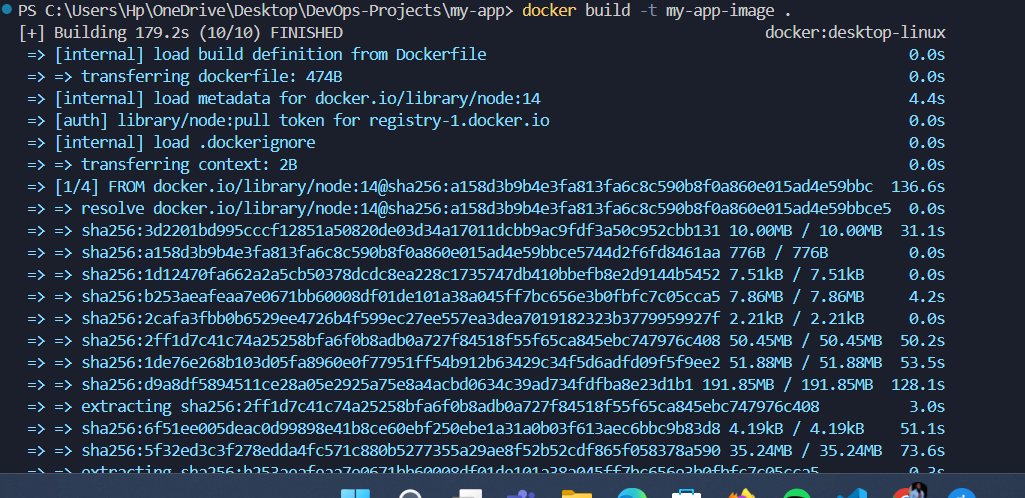 PS C:\Users\Hp\OneDrive\Desktop\DevOps-Projects\my-app> docker build -t my-app-image .
[+] Building 179.2s (10/10) FINISHED docker:desktop-linux
=> [internal] load build definition from Dockerfile 0.0s
=> => transferring dockerfile: 474B 0.0s
=> [internal] load metadata for docker.io/library/node:14 4.4s
=> [auth] library/node:pull token for registry-1.docker.io 0.0s
=> [internal] load .dockerignore 0.0s
=> => transferring context: 2B 0.0s
=> [1/4] FROM docker.io/library/node:14@sha256:a158d3b9b4e3fa813fa6c8c590b8f0a860e015ad4e59bbc 136.6s
=> => resolve docker.io/library/node:14@sha256:a158d3b9b4e3fa813fa6c8c590b8f0a860e015ad4e59bbce5 0.0s
=> => sha256:3d2201bd995cccf12851a50820de03d34a17011dcbb9ac9fdf3a50c952cbb131 10.00MB / 10.00MB 31.1s
=> => sha256:a158d3b9b4e3fa813fa6c8c590b8f0a860e015ad4e59bbce5744d2f6fd8461aa 776B / 776B 0.0s
=> => sha256:1d12470fa662a2a5cb50378dcdc8ea228c1735747db410bbefb8e2d9144b5452 7.51kB / 7.51kB 0.0s
=> => sha256:b253aeafeaa7e0671bb60008df01de101a38a045ff7bc656e3b0fbfc7c05cca5 7.86MB / 7.86MB 4.2s
=> => sha256:2cafa3fbb0b6529ee4726b4f599ec27ee557ea3dea7019182323b3779959927f 2.21kB / 2.21kB 0.0s
=> => sha256:2ff1d7c41c74a25258bfa6f0b8adb0a727f84518f55f65ca845ebc747976c408 50.45MB / 50.45MB 50.2s
=> => sha256:1de76e268b103d05fa8960e0f77951ff54b912b63429c34f5d6adfd09f5f9ee2 51.88MB / 51.88MB 53.5s
=> => sha256:d9a8df5894511ce28a05e2925a75e8a4acbd0634c39ad734fdfba8e23d1b1 191.85MB / 191.85MB 128.1s
=> => extracting sha256:2ff1d7c41c74a25258bfa6f0b8adb0a727f84518f55f65ca845ebc747976c408 3.0s
=> => sha256:6f51ee005deac0d99898e41b8ce60ebf250ebe1a31a0b03f613aec6bbc9b83d8 4.19kB / 4.19kB 51.1s
=> => sha256:5f32ed3c3f278edda4fc571c880b5277355a29ae8f52b52cdf865f058378a590 35.24MB / 35.24MB 73.6s
=> => extracting sha256:b253aeafeaa7e0671bb60008df01de101a38a045ff7bc656e3b0fbfc7c05cca5 0.3s